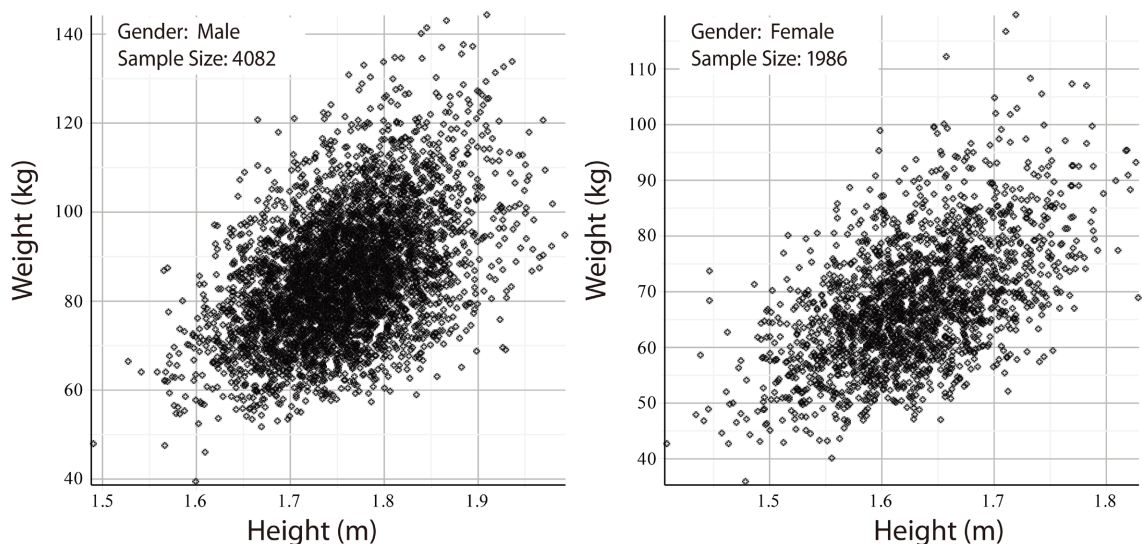 Gender: Male
Sample Size: 4082
Weight (kg)
140
120
100
80
60
40
1.5 1.6 1.7 1.8 1.9
Height (m)
Gender: Female
Sample Size: 1986
Weight (kg)
110
100
90
80
70
60
50
40
1.5 1.6 1.7 1.8
Height (m)